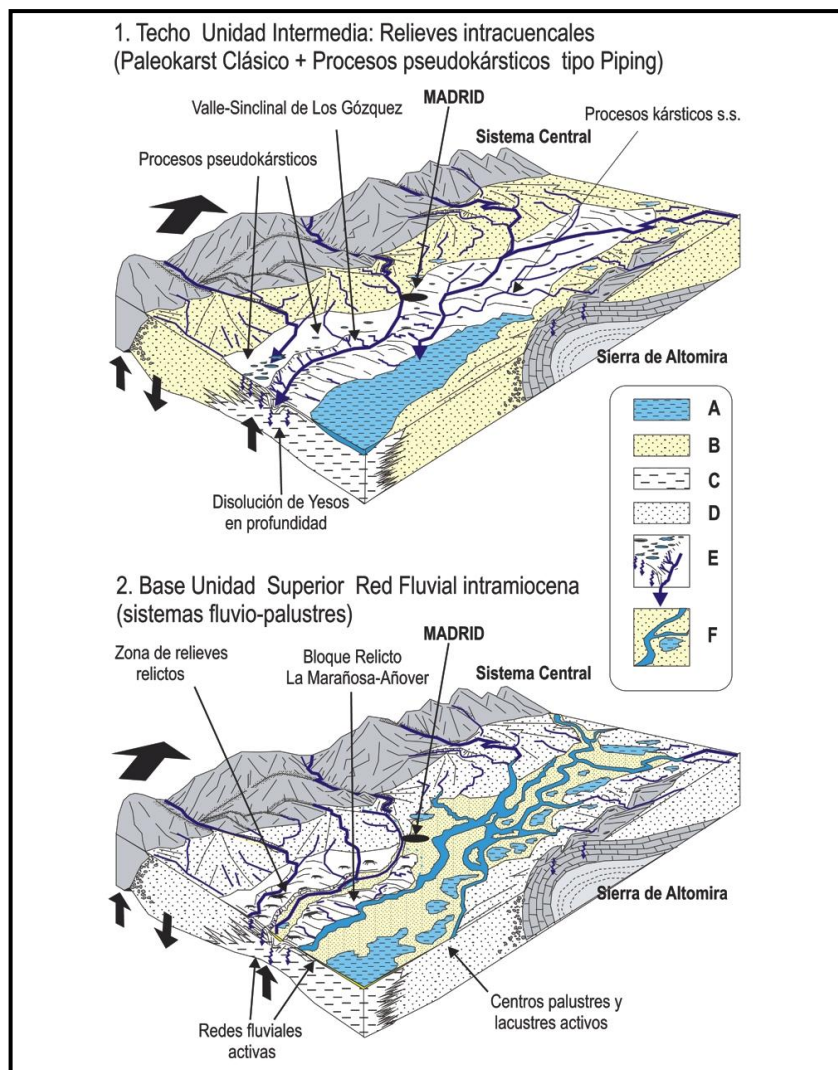 1. Techo Unidad Intermedia: Relieves intracuencales
(Paleokarst Clásico + Procesos pseudokársticos tipo Piping)
Valle-Sinclinal de Los Gózquez
MADRID
Procesos kársticos s.s.
Sistema Central
Procesos pseudokársticos
Sierra de Altomira
Disolución de Yesos
en profundidad
A
B
C
D
E
F
2. Base Unidad Superior Red Fluvial intramiocena
(sistemas fluvio-palustres)
Zona de relieves
relictos
Bloque Relicto
La Marañosa-Añover
MADRID
Sistema Central
Sierra de Altomira
Redes fluviales
activas
Centros palustres y
lacustres activos